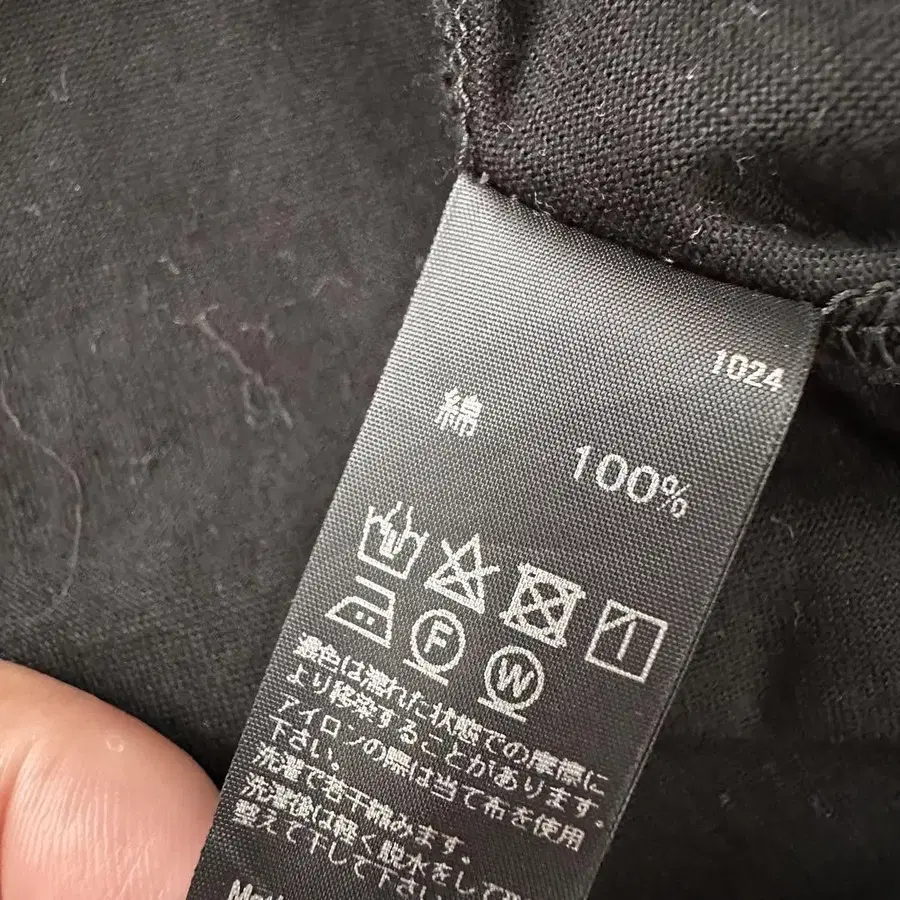 1024
綿 100%
F
W
濃色は濡れた状態での摩擦に
より移染することがあります。
アイロンの際は当て布を使用
下さい。
洗濯で若干縮みます。
洗濯後は軽く脱水をして
整えて干して下さい。